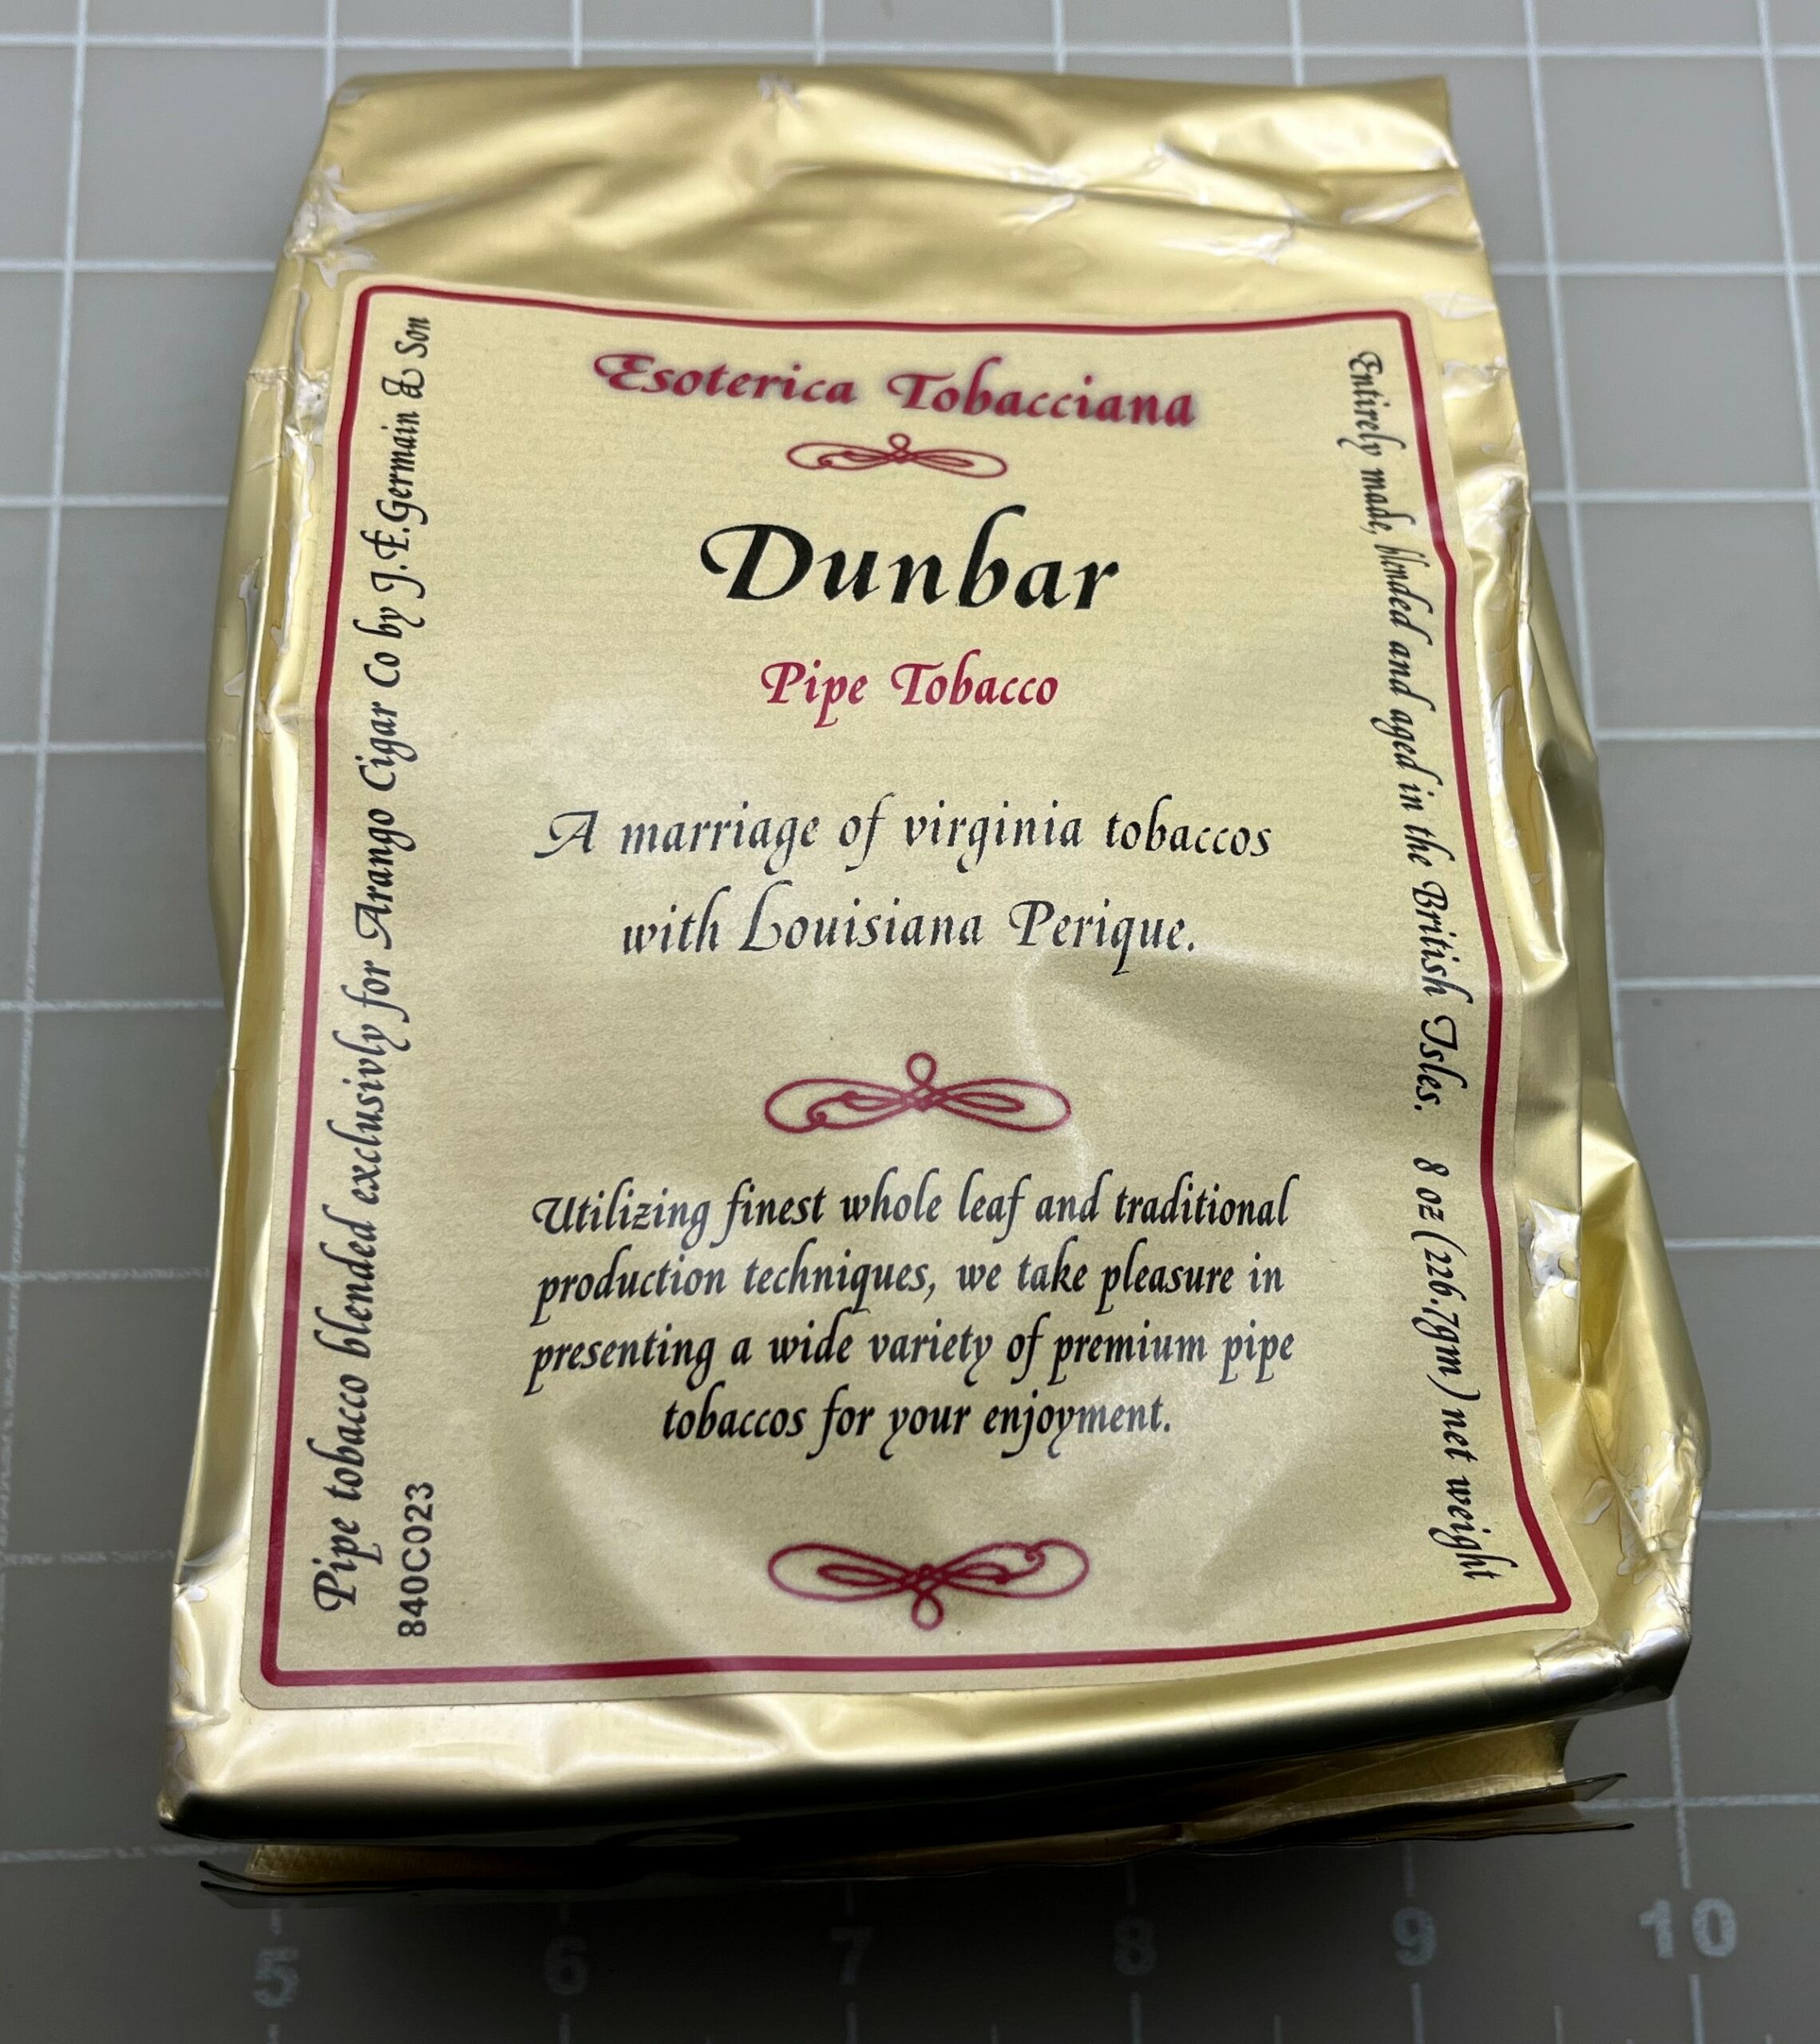 Esoterica Tobacciana
Dunbar
Pipe Tobacco
A marriage of virginia tobaccos
with Louisiana Perique.
Utilizing finest whole leaf and traditional
production techniques, we take pleasure in
presenting a wide variety of premium pipe
tobaccos for your enjoyment.
Pipe tobacco blended exclusivly for Arango Cigar Co by J.E.Germain & Son
840C023
Entirely made, blended and aged in the British Isles. 8 oz (226.7gm) net weight
5 6 7 8 9 10